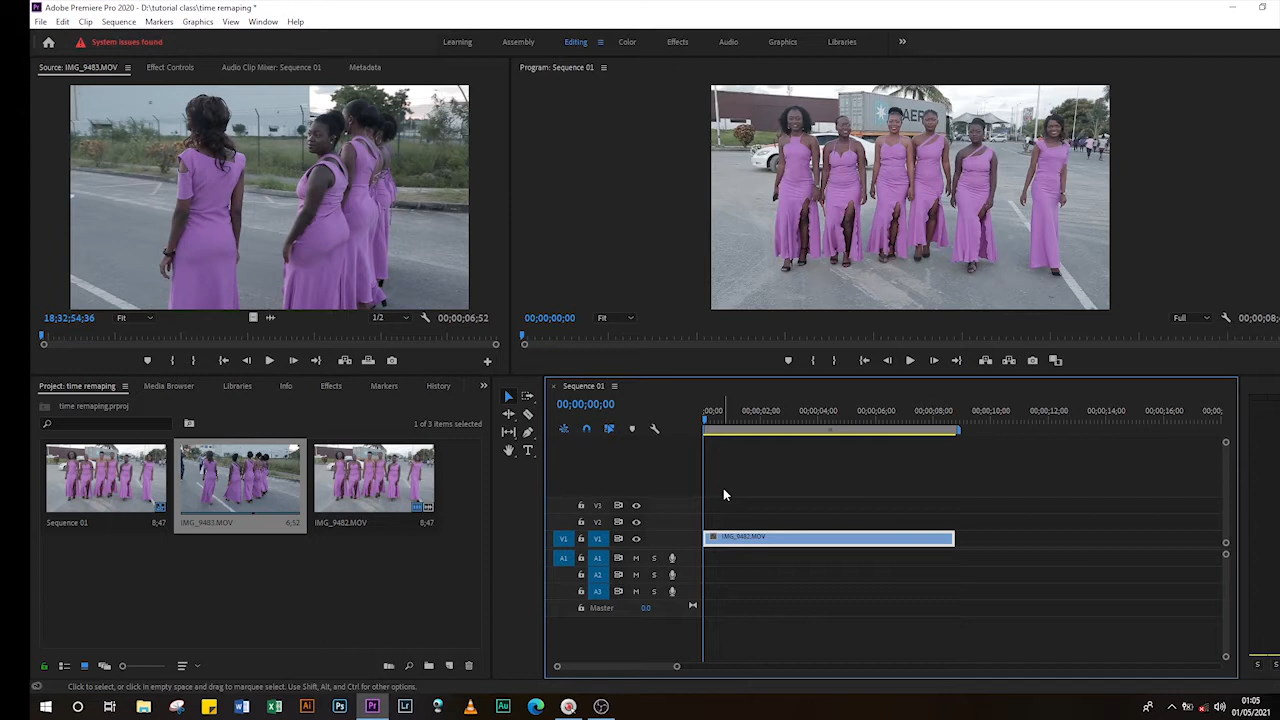 Adobe Premiere Pro 2020 - D:\tutorial class\time remaping *
File Edit Clip Sequence Markers Graphics View Window Help
System issues found
Learning Assembly Editing Color Effects Audio Graphics Libraries
Source: IMG_9483.MOV Effect Controls Audio Clip Mixer: Sequence 01 Metadata
Program: Sequence 01
MAERS
18;32;54;36 Fit 1/2 00;00;06;52
00;00;00;00 Fit Full 00;00;08;
Project: time remaping Media Browser Libraries Info Effects Markers History
time remaping.prproj
1 of 3 items selected
Sequence 01 8;47
IMG_9483.MOV 6;52
IMG_9482.MOV 8;47
Sequence 01
00;00;00;00
;00;00 00;00;02;00 00;00;04;00 00;00;06;00 00;00;08;00 00;00;10;00 00;00;12;00 00;00;14;00 00;00;16;00 00;00;
V3
V2
V1 V1 IMG_9482.MOV
A1 A1 M S
A2 M S
A3 M S
Master 0.0
S S
Click to select, or click in empty space and drag to marquee select. Use Shift, Alt, and Ctrl for other options.
01:05
01/05/2021